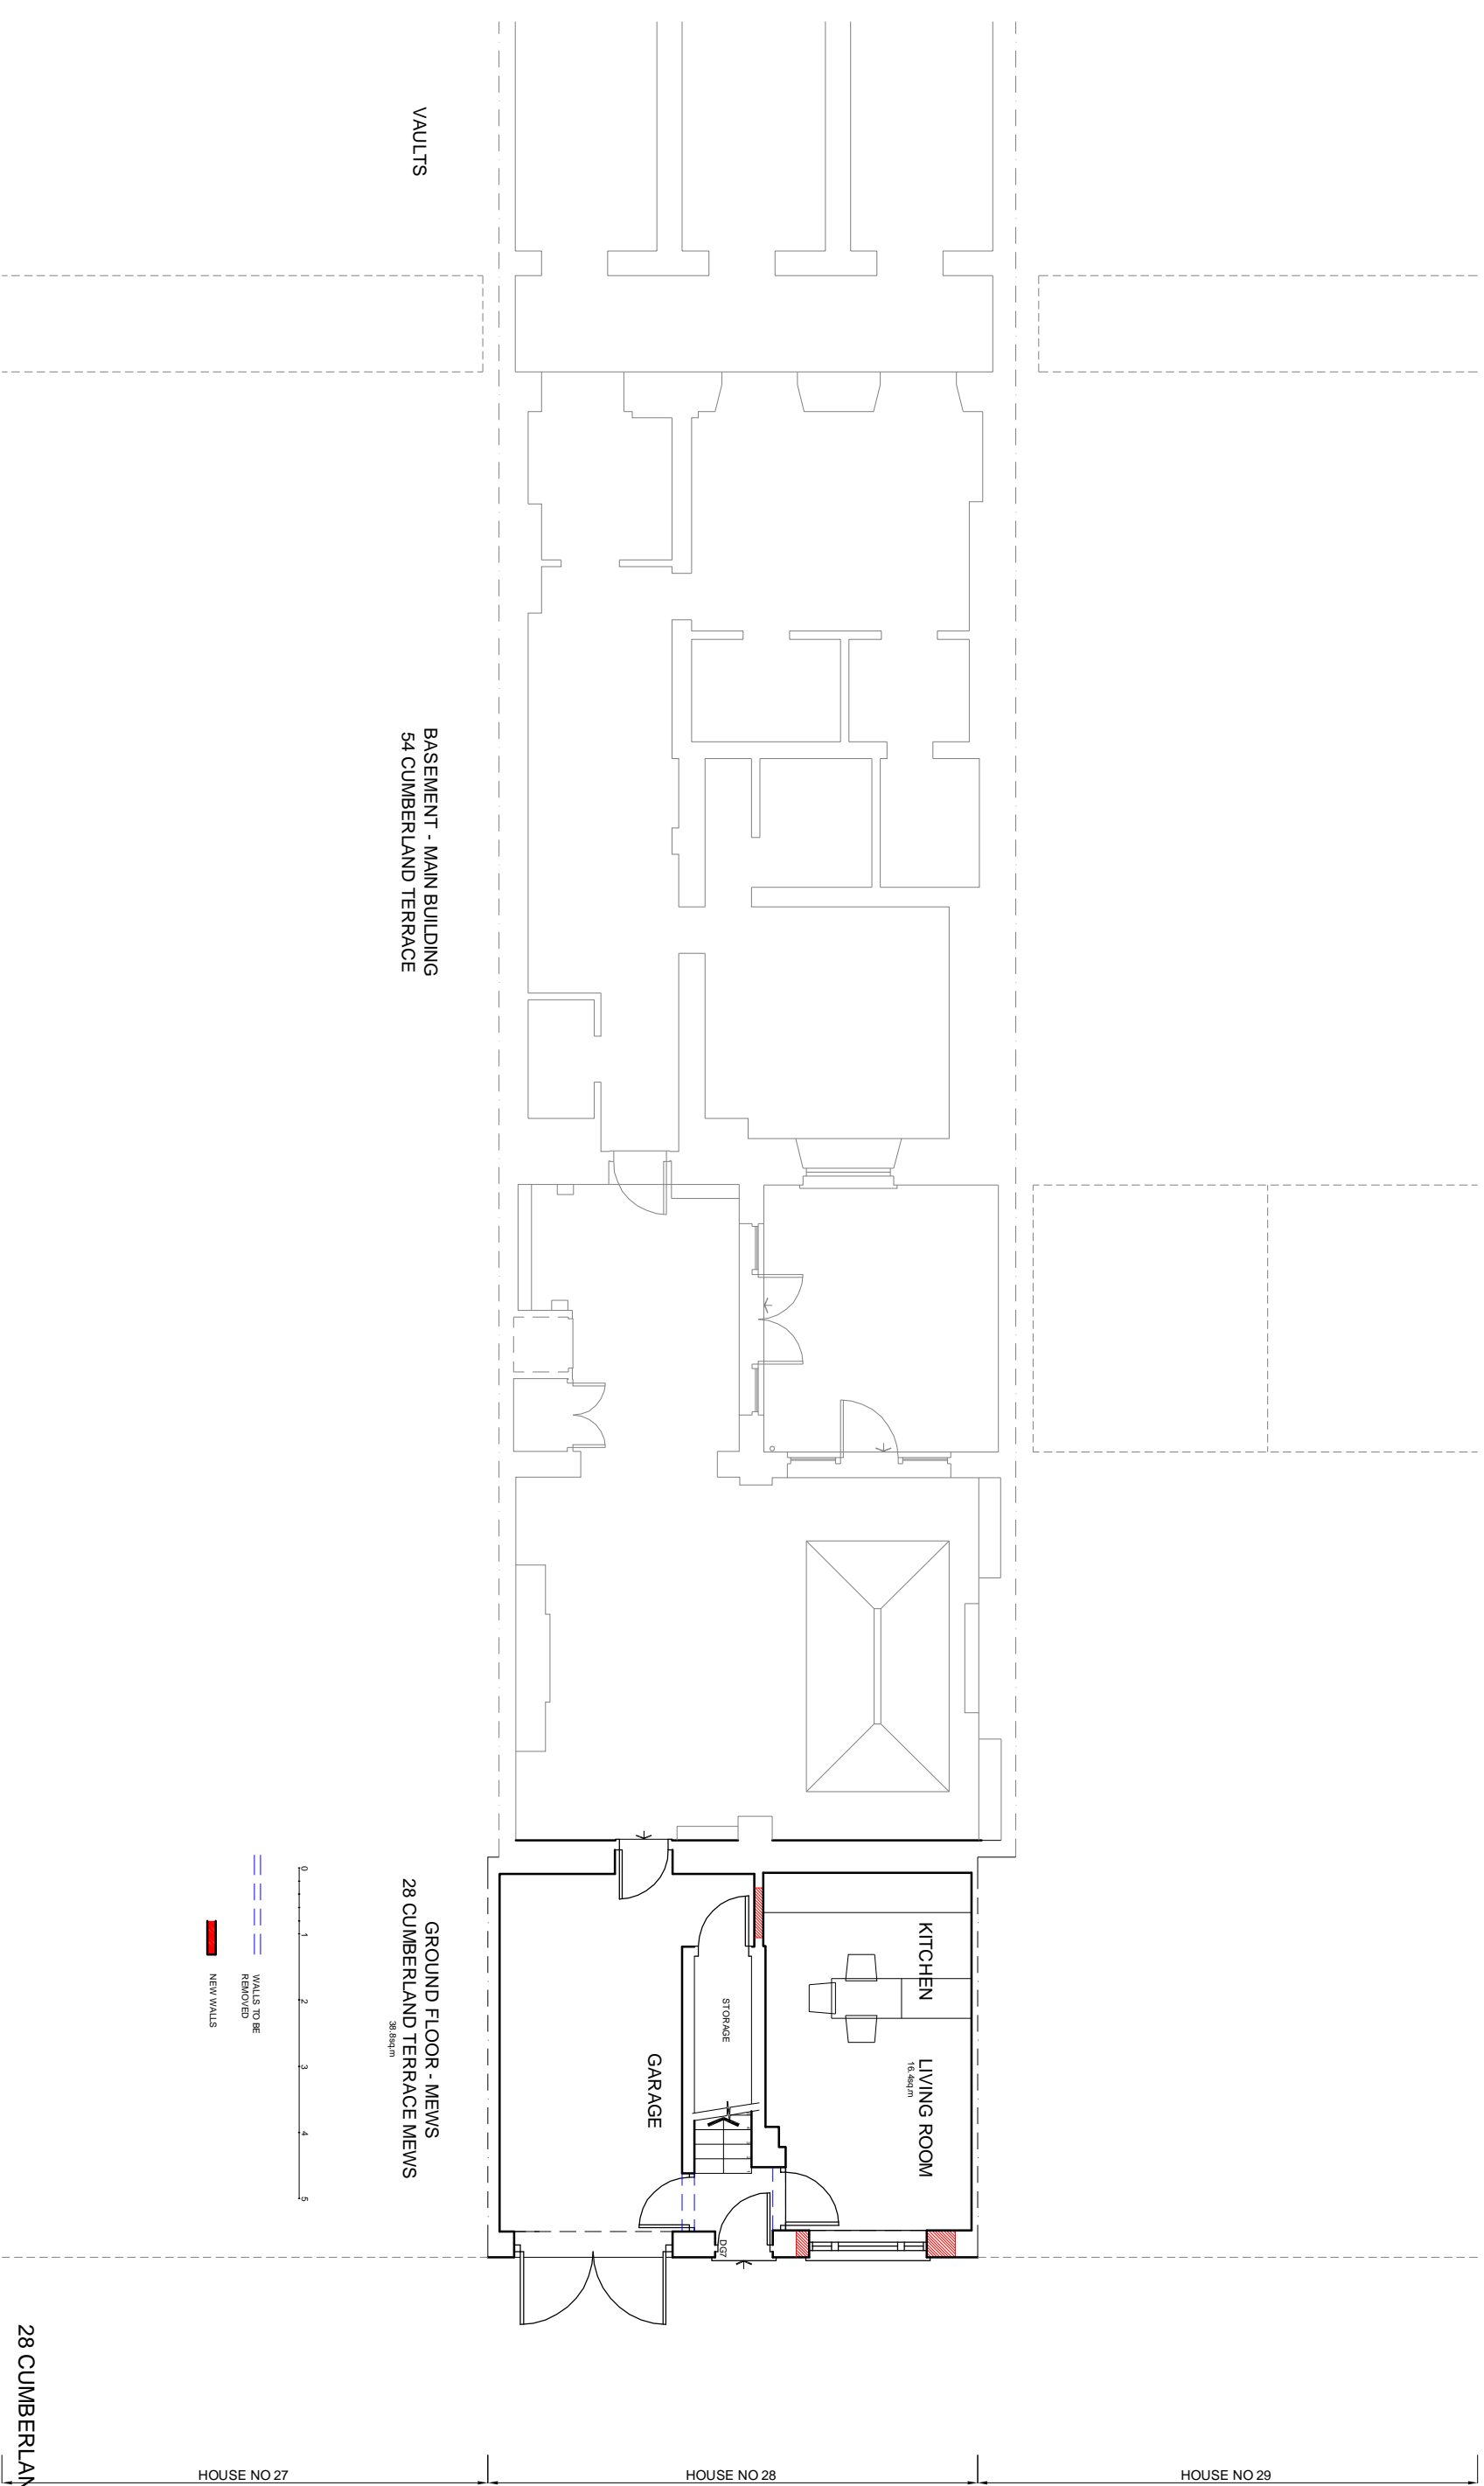 VAULTS
BASEMENT - MAIN BUILDING
54 CUMBERLAND TERRACE
KITCHEN
LIVING ROOM
16.4sq.m
STORAGE
GARAGE
DG7
GROUND FLOOR - MEWS
28 CUMBERLAND TERRACE MEWS
38.8sq.m
0
1
2
3
4
5
WALLS TO BE
REMOVED
NEW WALLS
28 CUMBERLAN
HOUSE NO 27
HOUSE NO 28
HOUSE NO 29